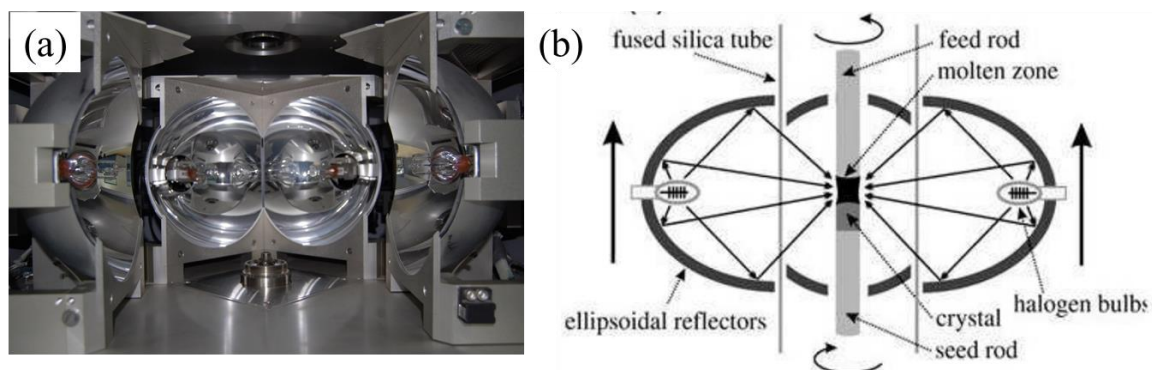 (a)
(b)
fused silica tube
feed rod
molten zone
ellipsoidal reflectors
halogen bulbs
crystal
seed rod